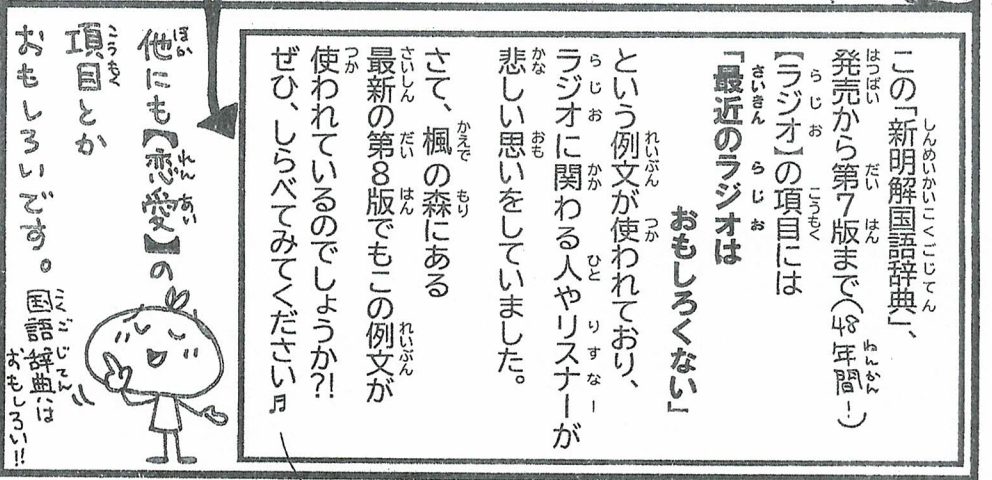 この「新明解国語辞典」、
発売から第7版まで(48年間!)
【ラジオ】の項目には
「最近のラジオは
おもしろくない」
という例文が使われており、
ラジオに関わる人やリスナーが
悲しい思いをしていました。
さて、楓の森にある
最新の第8版でもこの例文が
使われているのでしょうか?!
ぜひ、しらべてみてください♬
他にも【恋愛】の
項目とか
おもしろいです。
国語辞典は
おもしろい!!